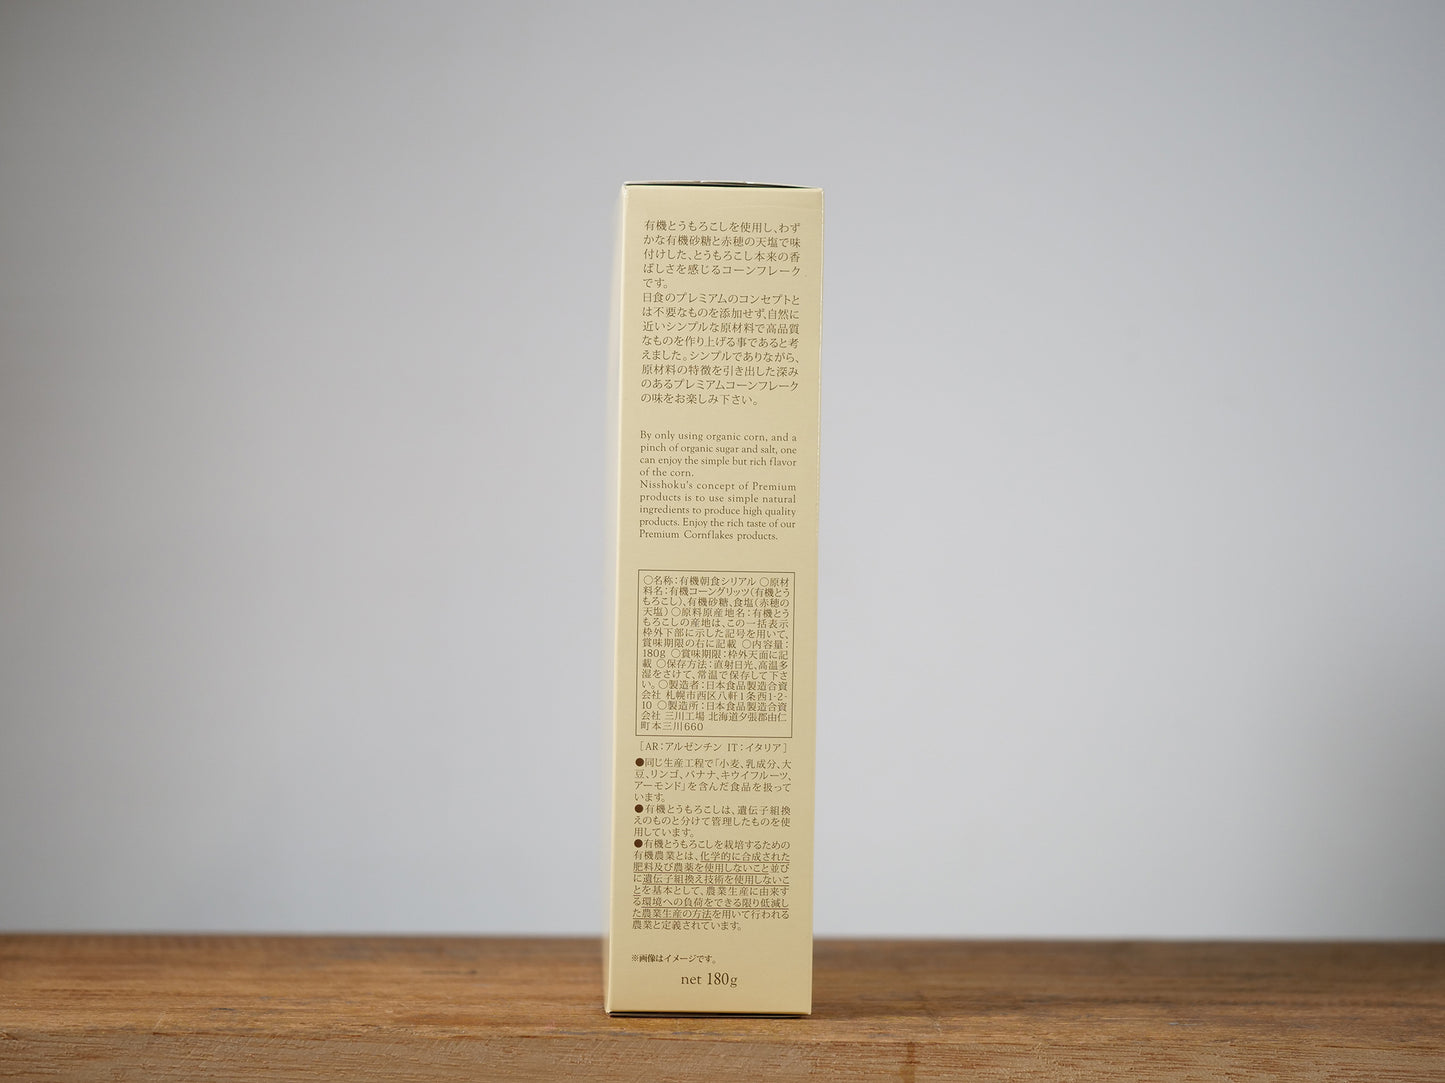 有機とうもろこしを使用し、わず
かな有機砂糖と赤穂の天塩で味
付けした、とうもろこし本来の香
ばしさを感じるコーンフレーク
です。
日食のプレミアムのコンセプトと
は不要なものを添加せず、自然に
近いシンプルな原材料で高品質
なものを作り上げる事であると考
えました。シンプルでありながら、
原材料の特徴を引き出した深み
のあるプレミアムコーンフレーク
の味をお楽しみ下さい。
By only using organic corn, and a
pinch of organic sugar and salt, one
can enjoy the simple but rich flavor
of the corn.
Nisshoku's concept of Premium
products is to use simple natural
ingredients to produce high quality
products. Enjoy the rich taste of our
Premium Cornflakes products.
○名称：有機朝食シリアル ○原材
料名：有機コーングリッツ（有機とう
もろこし）、有機砂糖、食塩（赤穂の
天塩） ○原料原産地名：有機とう
もろこしの産地は、この一括表示
枠外下部に示した記号を用いて、
賞味期限の右に記載 ○内容量：
180g ○賞味期限：枠外天面に記
載 ○保存方法：直射日光、高温多
湿をさけて、常温で保存して下さ
い。 ○製造者：日本食品製造合資
会社 札幌市西区八軒1条西1-2-
10 ○製造所：日本食品製造合資
会社 三川工場 北海道夕張郡由仁
町本三川660
［AR：アルゼンチン IT：イタリア］
●同じ生産工程で「小麦、乳成分、大
豆、リンゴ、バナナ、キウイフルーツ、
アーモンド」を含んだ食品を扱って
います。
●有機とうもろこしは、遺伝子組換
えのものと分けて管理したものを使
用しています。
●有機とうもろこしを栽培するための
有機農業とは、化学的に合成された
肥料及び農薬を使用しないこと並び
に遺伝子組換え技術を使用しないこ
とを基本として、農業生産に由来す
る環境への負荷をできる限り低減し
た農業生産の方法を用いて行われる
農業と定義されています。
※画像はイメージです。
net 180g